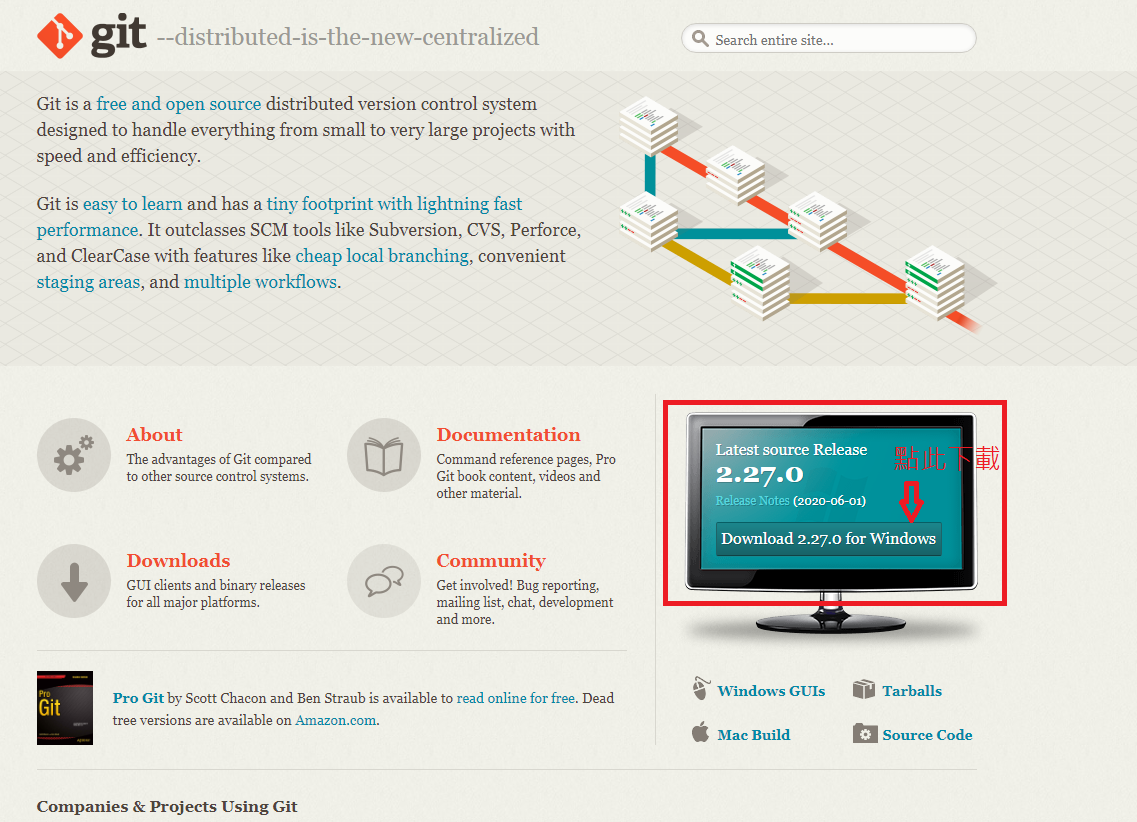 git --distributed-is-the-new-centralized
Search entire site...
Git is a free and open source distributed version control system
designed to handle everything from small to very large projects with
speed and efficiency.
Git is easy to learn and has a tiny footprint with lightning fast
performance. It outclasses SCM tools like Subversion, CVS, Perforce,
and ClearCase with features like cheap local branching, convenient
staging areas, and multiple workflows.
About
The advantages of Git compared
to other source control systems.
Documentation
Command reference pages, Pro
Git book content, videos and
other material.
Downloads
GUI clients and binary releases
for all major platforms.
Community
Get involved! Bug reporting,
mailing list, chat, development
and more.
Latest source Release
點此下載
2.27.0
Release Notes (2020-06-01)
Download 2.27.0 for Windows
Pro
Git
Pro Git by Scott Chacon and Ben Straub is available to read online for free. Dead
tree versions are available on Amazon.com.
Windows GUIs
Tarballs
Mac Build
Source Code
Companies & Projects Using Git